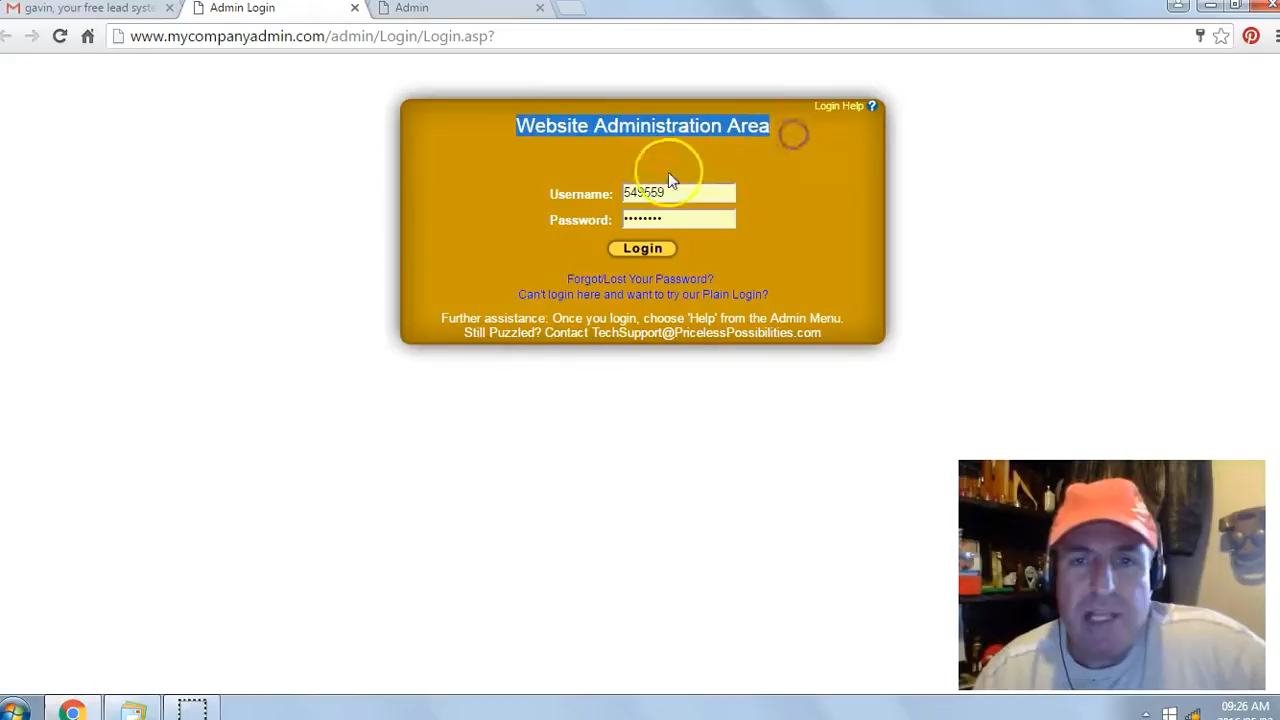 gavin, your free lead syste
Admin Login
Admin
www.mycompanyadmin.com/admin/Login/Login.asp?
Login Help ?
Website Administration Area
Username: 549559
Password: ••••••••
Login
Forgot/Lost Your Password?
Can't login here and want to try our Plain Login?
Further assistance: Once you login, choose 'Help' from the Admin Menu.
Still Puzzled? Contact TechSupport@PricelessPossibilities.com
09:26 AM